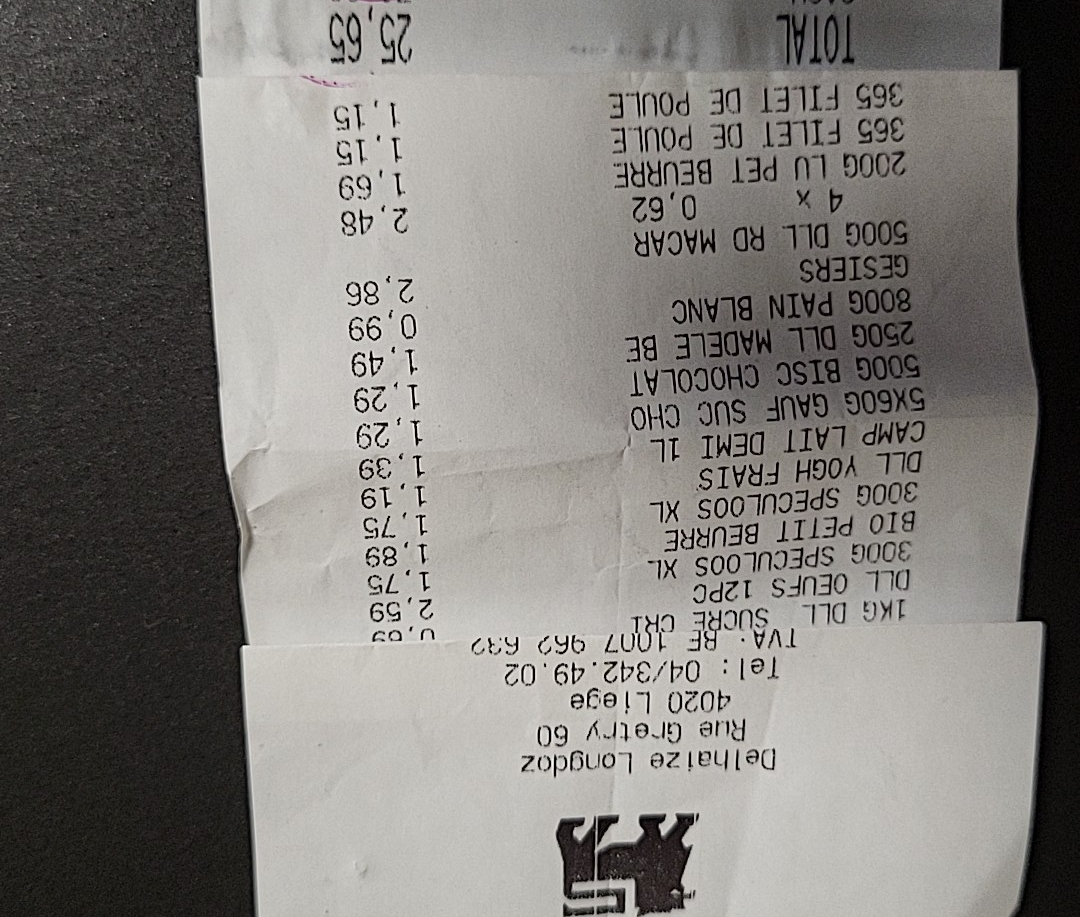 Delhaize Longdoz
Rue Gretry 60
4020 Liege
Tel: 04/342.49.02
TVA: BE 1007 962 632
1KG DLL SUCRE CRI 0,69
DLL OEUFS 12PC 2,59
300G SPECULOOS XL 1,75
BIO PETIT BEURRE 1,89
300G SPECULOOS XL 1,75
DLL YOGH FRAIS 1,19
CAMP LAIT DEMI 1L 1,39
5X60G GAUF SUC CHO 1,29
500G BISC CHOCOLAT 1,29
250G DLL MADELE BE 1,49
800G PAIN BLANC 0,99
GESIERS 2,86
500G DLL RD MACAR
4 x 0,62 2,48
200G LU PET BEURRE 1,69
365 FILET DE POULE 1,15
365 FILET DE POULE 1,15
TOTAL 25,65